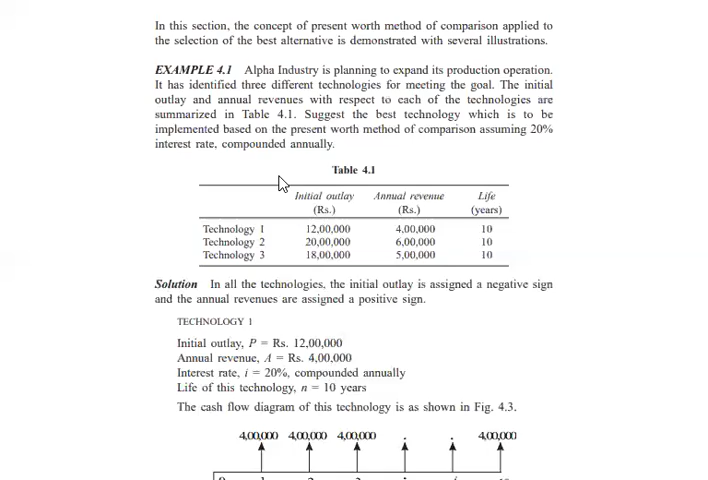 In this section, the concept of present worth method of comparison applied to
the selection of the best alternative is demonstrated with several illustrations.
EXAMPLE 4.1 Alpha Industry is planning to expand its production operation.
It has identified three different technologies for meeting the goal. The initial
outlay and annual revenues with respect to each of the technologies are
summarized in Table 4.1. Suggest the best technology which is to be
implemented based on the present worth method of comparison assuming 20%
interest rate, compounded annually.
Table 4.1
Initial outlay Annual revenue Life
(Rs.) (Rs.) (years)
Technology 1 12,00,000 4,00,000 10
Technology 2 20,00,000 6,00,000 10
Technology 3 18,00,000 5,00,000 10
Solution In all the technologies, the initial outlay is assigned a negative sign
and the annual revenues are assigned a positive sign.
TECHNOLOGY 1
Initial outlay, P = Rs. 12,00,000
Annual revenue, A = Rs. 4,00,000
Interest rate, i = 20%, compounded annually
Life of this technology, n = 10 years
The cash flow diagram of this technology is as shown in Fig. 4.3.
4,00,000 4,00,000 4,00,000 . . 4,00,000